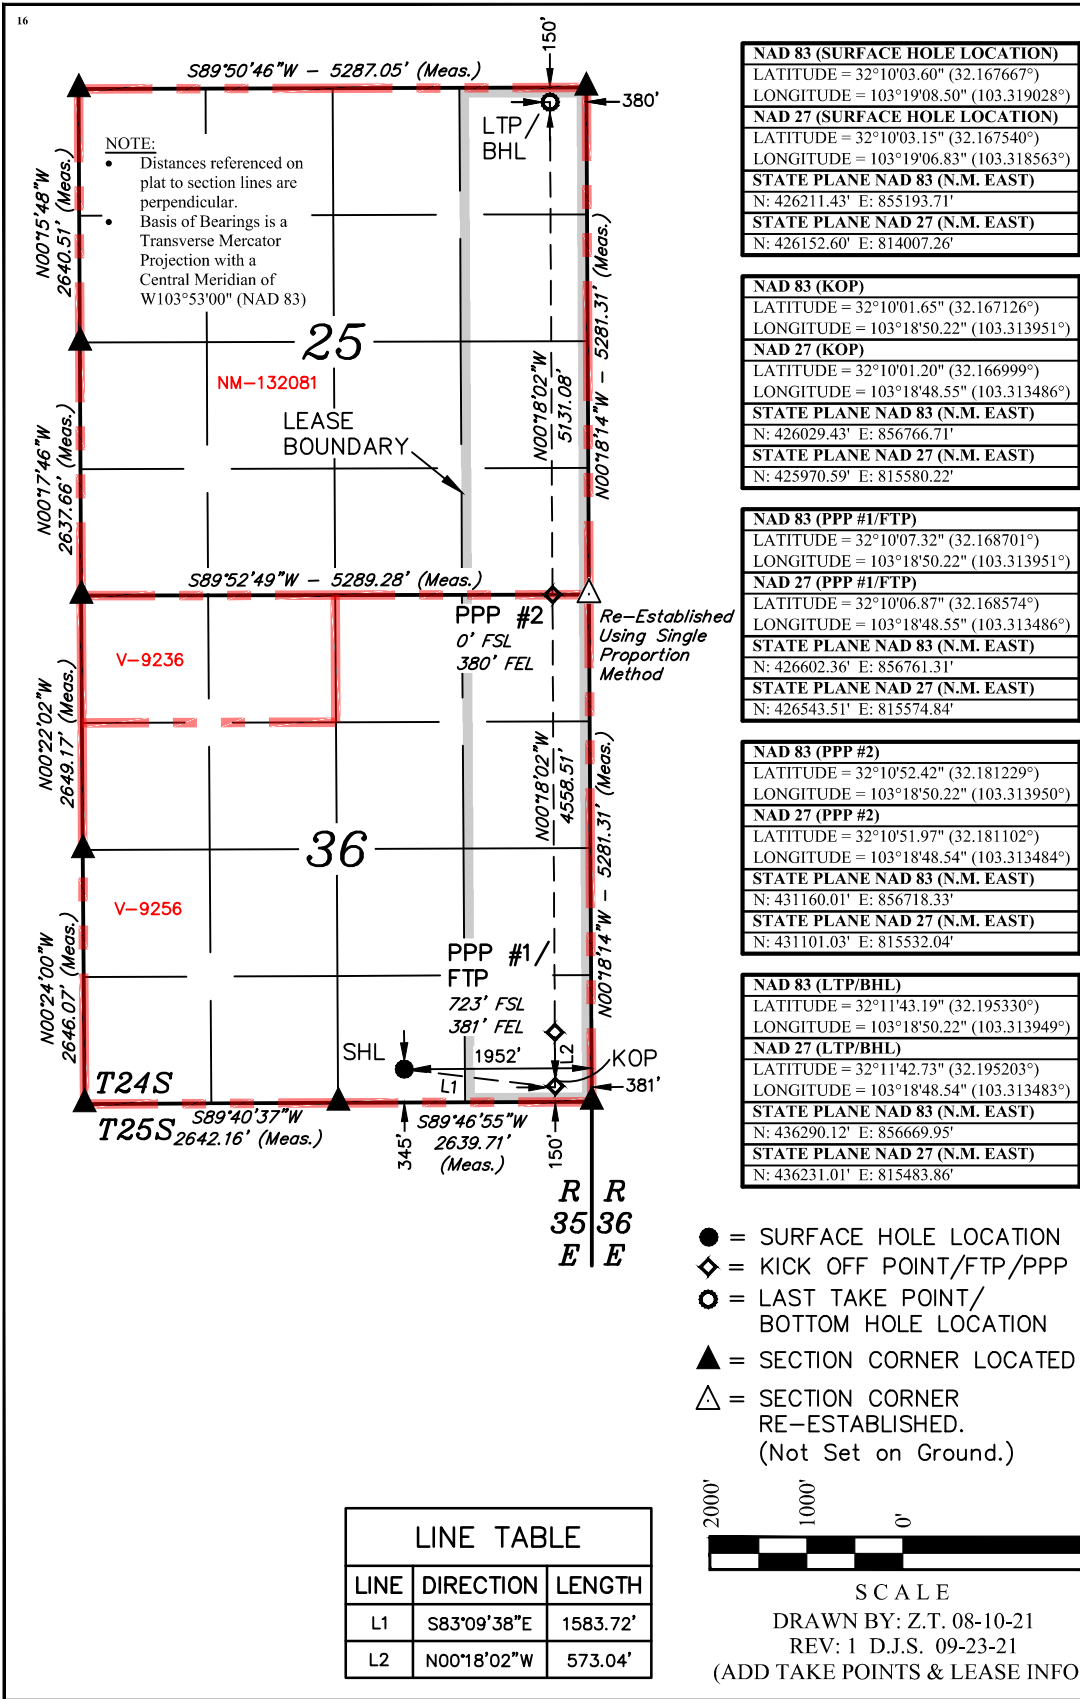 16
S89°50'46"W – 5287.05' (Meas.)
150'
380'
LTP/
BHL
NOTE:
• Distances referenced on
plat to section lines are
perpendicular.
• Basis of Bearings is a
Transverse Mercator
Projection with a
Central Meridian of
W103°53'00" (NAD 83)
N00°15'48"W
2640.51' (Meas.)
25
NM-132081
LEASE
BOUNDARY
N00°17'46"W
2637.66' (Meas.)
N00°18'02"W
5131.08'
N00°18'14"W – 5281.31' (Meas.)
S89°52'49"W – 5289.28' (Meas.)
PPP #2
0' FSL
380' FEL
Re-Established
Using Single
Proportion
Method
V-9236
N00°22'02"W
2649.17' (Meas.)
N00°18'02"W
4558.51'
N00°18'14"W – 5281.31' (Meas.)
36
V-9256
PPP #1/
FTP
723' FSL
381' FEL
N00°24'00"W
2646.07' (Meas.)
SHL
1952'
L2
KOP
L1
381'
T24S
T25S
S89°40'37"W
2642.16' (Meas.)
345'
S89°46'55"W
2639.71'
(Meas.)
150'
R R
35 36
E E
NAD 83 (SURFACE HOLE LOCATION)
LATITUDE = 32°10'03.60" (32.167667°)
LONGITUDE = 103°19'08.50" (103.319028°)
NAD 27 (SURFACE HOLE LOCATION)
LATITUDE = 32°10'03.15" (32.167540°)
LONGITUDE = 103°19'06.83" (103.318563°)
STATE PLANE NAD 83 (N.M. EAST)
N: 426211.43' E: 855193.71'
STATE PLANE NAD 27 (N.M. EAST)
N: 426152.60' E: 814007.26'
NAD 83 (KOP)
LATITUDE = 32°10'01.65" (32.167126°)
LONGITUDE = 103°18'50.22" (103.313951°)
NAD 27 (KOP)
LATITUDE = 32°10'01.20" (32.166999°)
LONGITUDE = 103°18'48.55" (103.313486°)
STATE PLANE NAD 83 (N.M. EAST)
N: 426029.43' E: 856766.71'
STATE PLANE NAD 27 (N.M. EAST)
N: 425970.59' E: 815580.22'
NAD 83 (PPP #1/FTP)
LATITUDE = 32°10'07.32" (32.168701°)
LONGITUDE = 103°18'50.22" (103.313951°)
NAD 27 (PPP #1/FTP)
LATITUDE = 32°10'06.87" (32.168574°)
LONGITUDE = 103°18'48.55" (103.313486°)
STATE PLANE NAD 83 (N.M. EAST)
N: 426602.36' E: 856761.31'
STATE PLANE NAD 27 (N.M. EAST)
N: 426543.51' E: 815574.84'
NAD 83 (PPP #2)
LATITUDE = 32°10'52.42" (32.181229°)
LONGITUDE = 103°18'50.22" (103.313950°)
NAD 27 (PPP #2)
LATITUDE = 32°10'51.97" (32.181102°)
LONGITUDE = 103°18'48.54" (103.313484°)
STATE PLANE NAD 83 (N.M. EAST)
N: 431160.01' E: 856718.33'
STATE PLANE NAD 27 (N.M. EAST)
N: 431101.03' E: 815532.04'
NAD 83 (LTP/BHL)
LATITUDE = 32°11'43.19" (32.195330°)
LONGITUDE = 103°18'50.22" (103.313949°)
NAD 27 (LTP/BHL)
LATITUDE = 32°11'42.73" (32.195203°)
LONGITUDE = 103°18'48.54" (103.313483°)
STATE PLANE NAD 83 (N.M. EAST)
N: 436290.12' E: 856669.95'
STATE PLANE NAD 27 (N.M. EAST)
N: 436231.01' E: 815483.86'
= SURFACE HOLE LOCATION
= KICK OFF POINT/FTP/PPP
= LAST TAKE POINT/
BOTTOM HOLE LOCATION
= SECTION CORNER LOCATED
= SECTION CORNER
RE-ESTABLISHED.
(Not Set on Ground.)
2000' 1000' 0'
SCALE
DRAWN BY: Z.T. 08-10-21
REV: 1 D.J.S. 09-23-21
(ADD TAKE POINTS & LEASE INFO
LINE TABLE
LINE DIRECTION LENGTH
L1 S83°09'38"E 1583.72'
L2 N00°18'02"W 573.04'